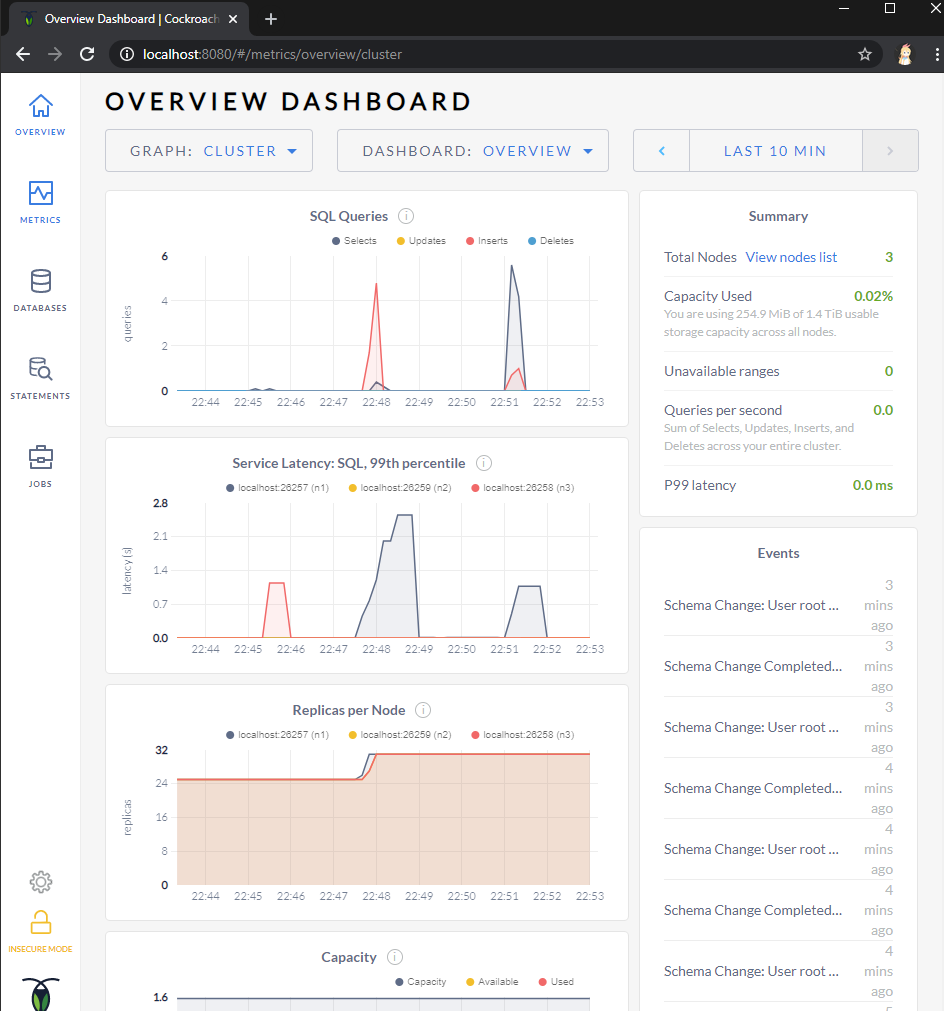 Overview Dashboard | Cockroach
localhost:8080/#/metrics/overview/cluster
OVERVIEW
METRICS
DATABASES
STATEMENTS
JOBS
INSECURE MODE
OVERVIEW DASHBOARD
GRAPH: CLUSTER
DASHBOARD: OVERVIEW
LAST 10 MIN
SQL Queries
Selects Updates Inserts Deletes
queries
6
4
2
0
22:44 22:45 22:46 22:47 22:48 22:49 22:50 22:51 22:52 22:53
Service Latency: SQL, 99th percentile
localhost:26257 (n1) localhost:26259 (n2) localhost:26258 (n3)
latency (s)
2.8
2.1
1.4
0.7
0.0
22:44 22:45 22:46 22:47 22:48 22:49 22:50 22:51 22:52 22:53
Replicas per Node
localhost:26257 (n1) localhost:26259 (n2) localhost:26258 (n3)
replicas
32
24
16
8
0
22:44 22:45 22:46 22:47 22:48 22:49 22:50 22:51 22:52 22:53
Capacity
Capacity Available Used
1.6
Summary
Total Nodes View nodes list 3
Capacity Used 0.02%
You are using 254.9 MiB of 1.4 TiB usable
storage capacity across all nodes.
Unavailable ranges 0
Queries per second 0.0
Sum of Selects, Updates, Inserts, and
Deletes across your entire cluster.
P99 latency 0.0 ms
Events
Schema Change: User root ... 3
mins
ago
Schema Change Completed... 3
mins
ago
Schema Change: User root ... 3
mins
ago
Schema Change Completed... 4
mins
ago
Schema Change: User root ... 4
mins
ago
Schema Change Completed... 4
mins
ago
Schema Change: User root ... 4
mins
ago